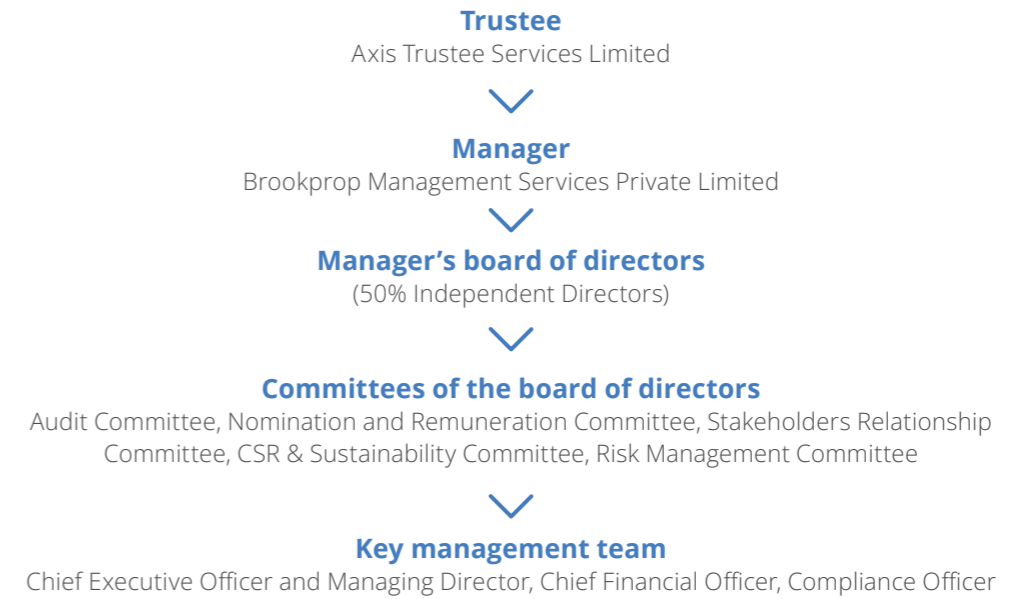 Trustee
Axis Trustee Services Limited
Manager
Brookprop Management Services Private Limited
Manager’s board of directors
(50% Independent Directors)
Committees of the board of directors
Audit Committee, Nomination and Remuneration Committee, Stakeholders Relationship
Committee, CSR & Sustainability Committee, Risk Management Committee
Key management team
Chief Executive Officer and Managing Director, Chief Financial Officer, Compliance Officer